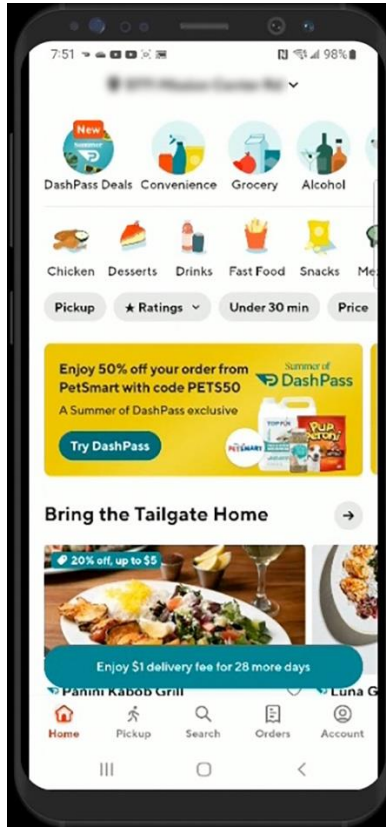 7:51
98%
New
Summer
DashPass Deals Convenience Grocery Alcohol
Chicken Desserts Drinks Fast Food Snacks Me
Pickup ★ Ratings Under 30 min Price
Enjoy 50% off your order from
PetSmart with code PETS50
A Summer of DashPass exclusive
Try DashPass
Summer of
DashPass
PETSMART
Pup-Peroni
Bring the Tailgate Home
20% off, up to $5
Enjoy $1 delivery fee for 28 more days
Panini Kabob Grill
Luna G
Home Pickup Search Orders Account